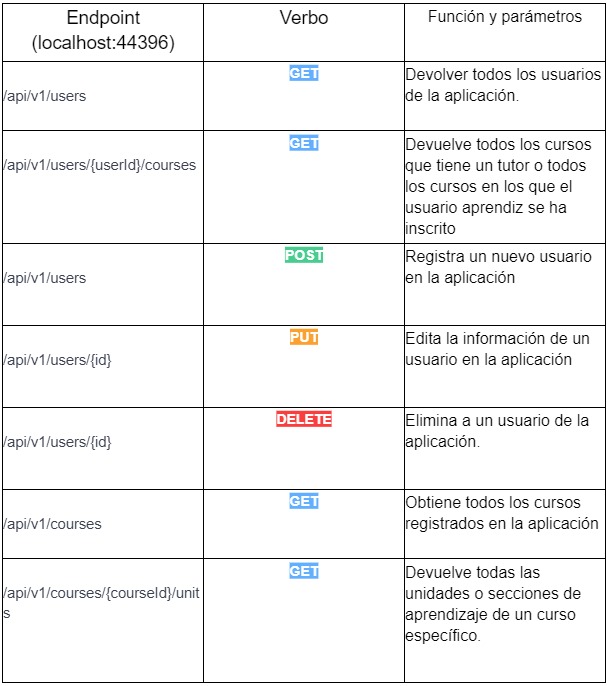 Endpoint
(localhost:44396)
Verbo
Función y parámetros
/api/v1/users
GET
Devolver todos los usuarios
de la aplicación.
/api/v1/users/{userId}/courses
GET
Devuelve todos los cursos
que tiene un tutor o todos
los cursos en los que el
usuario aprendiz se ha
inscrito
/api/v1/users
POST
Registra un nuevo usuario
en la aplicación
/api/v1/users/{id}
PUT
Edita la información de un
usuario en la aplicación
/api/v1/users/{id}
DELETE
Elimina a un usuario de la
aplicación.
/api/v1/courses
GET
Obtiene todos los cursos
registrados en la aplicación
/api/v1/courses/{courseId}/unit
s
GET
Devuelve todas las
unidades o secciones de
aprendizaje de un curso
específico.